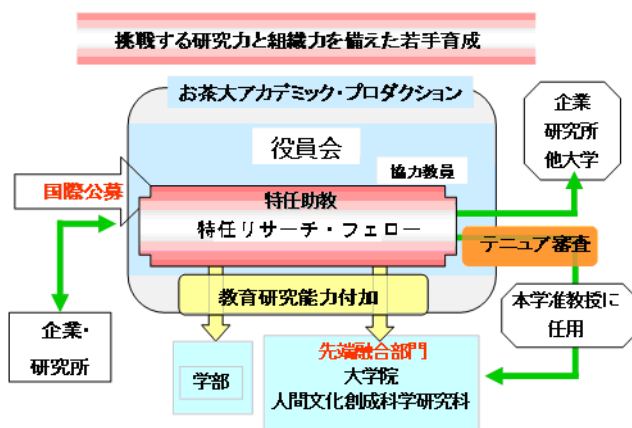 挑戦する研究力と組織力を備えた若手育成
お茶大アカデミック・プロダクション
役員会
協力教員
国際公募
特任助教
特任リサーチ・フェロー
企業
研究所
他大学
テニュア審査
教育研究能力付加
本学准教授に
任用
企業・
研究所
学部
先端融合部門
大学院
人間文化創成科学研究科